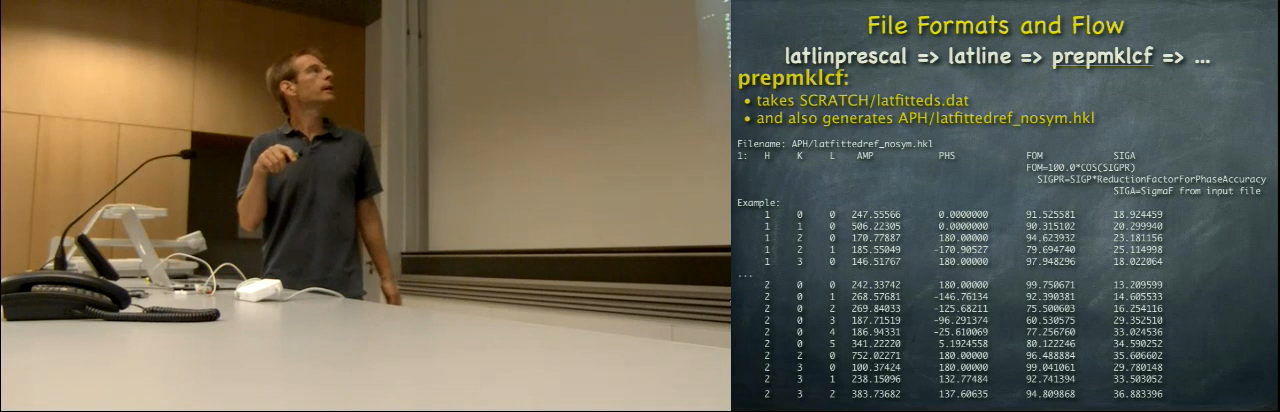 File Formats and Flow
latlinprescal => latline => prepmklcf => ...
prepmklcf:
• takes SCRATCH/latfitteds.dat
• and also generates APH/latfittedref_nosym.hkl
Filename: APH/latfittedref_nosym.hkl
1: H K L AMP PHS FOM SIGA
FOM=100.0*COS(SIGPR)
SIGPR=SIGP*ReductionFactorForPhaseAccuracy
SIGA=SigmaF from input file
Example:
1 0 0 247.55566 0.0000000 91.525581 18.924459
1 1 0 506.22305 0.0000000 90.315102 20.299940
1 2 0 170.77887 180.00000 94.623932 23.181156
1 2 1 185.55049 -170.90527 79.694740 25.114998
1 3 0 146.51767 180.00000 97.948296 18.022064
...
2 0 0 242.33742 180.00000 99.750671 13.209599
2 0 1 268.57681 -146.76134 92.390381 14.605533
2 0 2 269.84033 -125.68211 75.500603 16.254116
2 0 3 187.71519 -96.291374 60.530575 29.352510
2 0 4 186.94331 -25.610069 77.256760 33.024536
2 0 5 341.22220 5.1924558 80.122246 34.590252
2 2 0 752.02271 180.00000 96.488884 35.606602
2 3 0 100.37424 180.00000 99.041061 29.780148
2 3 1 238.15096 132.77484 92.741394 33.503052
2 3 2 383.73682 137.60635 94.809868 36.883396